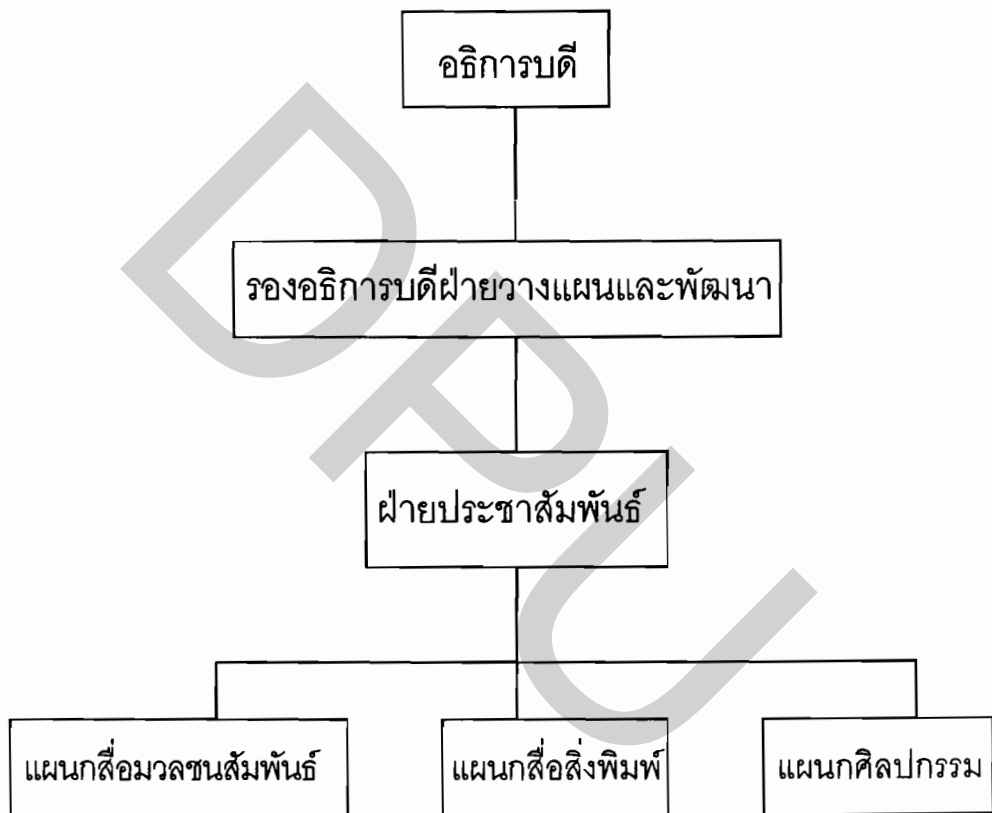 อธิการบดี
รองอธิการบดีฝ่ายวางแผนและพัฒนา
ฝ่ายประชาสัมพันธ์
แผนกสื่อมวลชนสัมพันธ์
แผนกสื่อสิ่งพิมพ์
แผนกศิลปกรรม
DPU